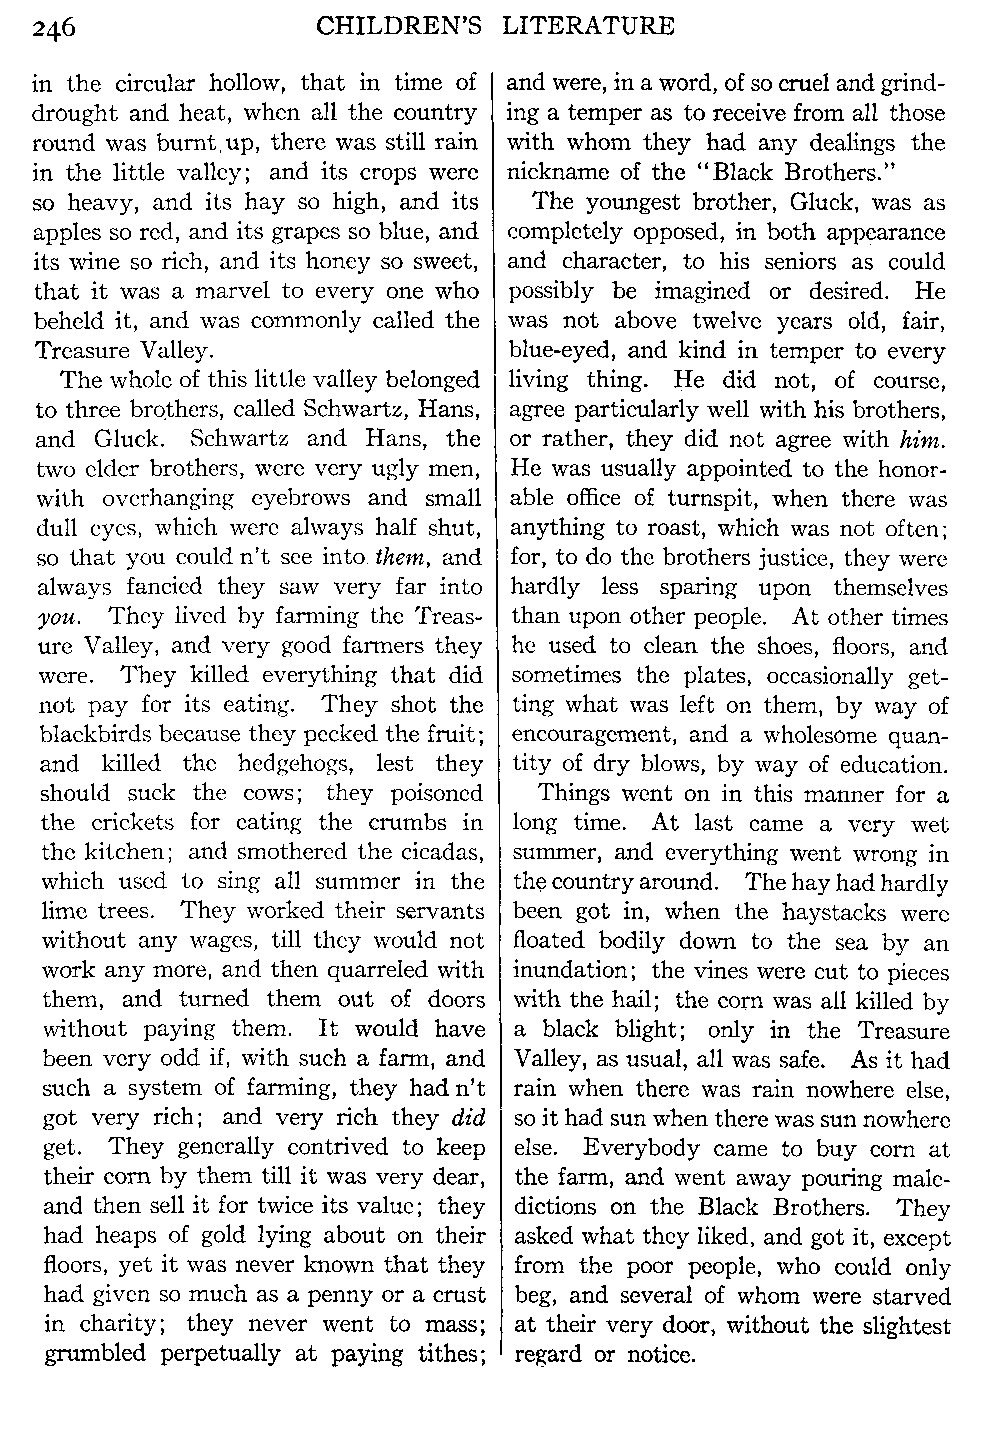 246 CHILDREN'S LITERATURE
in the circular hollow, that in time of
drought and heat, when all the country
round was burnt up, there was still rain
in the little valley; and its crops were
so heavy, and its hay so high, and its
apples so red, and its grapes so blue, and
its wine so rich, and its honey so sweet,
that it was a marvel to every one who
beheld it, and was commonly called the
Treasure Valley.
The whole of this little valley belonged
to three brothers, called Schwartz, Hans,
and Gluck. Schwartz and Hans, the
two elder brothers, were very ugly men,
with overhanging eyebrows and small
dull eyes, which were always half shut,
so that you could n't see into them, and
always fancied they saw very far into
you. They lived by farming the Treas-
ure Valley, and very good farmers they
were. They killed everything that did
not pay for its eating. They shot the
blackbirds because they pecked the fruit;
and killed the hedgehogs, lest they
should suck the cows; they poisoned
the crickets for eating the crumbs in
the kitchen; and smothered the cicadas,
which used to sing all summer in the
lime trees. They worked their servants
without any wages, till they would not
work any more, and then quarreled with
them, and turned them out of doors
without paying them. It would have
been very odd if, with such a farm, and
such a system of farming, they had n't
got very rich; and very rich they did
get. They generally contrived to keep
their corn by them till it was very dear,
and then sell it for twice its value; they
had heaps of gold lying about on their
floors, yet it was never known that they
had given so much as a penny or a crust
in charity; they never went to mass;
grumbled perpetually at paying tithes;
and were, in a word, of so cruel and grind-
ing a temper as to receive from all those
with whom they had any dealings the
nickname of the "Black Brothers."
The youngest brother, Gluck, was as
completely opposed, in both appearance
and character, to his seniors as could
possibly be imagined or desired. He
was not above twelve years old, fair,
blue-eyed, and kind in temper to every
living thing. He did not, of course,
agree particularly well with his brothers,
or rather, they did not agree with him.
He was usually appointed to the honor-
able office of turnspit, when there was
anything to roast, which was not often;
for, to do the brothers justice, they were
hardly less sparing upon themselves
than upon other people. At other times
he used to clean the shoes, floors, and
sometimes the plates, occasionally get-
ting what was left on them, by way of
encouragement, and a wholesome quan-
tity of dry blows, by way of education.
Things went on in this manner for a
long time. At last came a very wet
summer, and everything went wrong in
the country around. The hay had hardly
been got in, when the haystacks were
floated bodily down to the sea by an
inundation; the vines were cut to pieces
with the hail; the corn was all killed by
a black blight; only in the Treasure
Valley, as usual, all was safe. As it had
rain when there was rain nowhere else,
so it had sun when there was sun nowhere
else. Everybody came to buy corn at
the farm, and went away pouring male-
dictions on the Black Brothers. They
asked what they liked, and got it, except
from the poor people, who could only
beg, and several of whom were starved
at their very door, without the slightest
regard or notice.